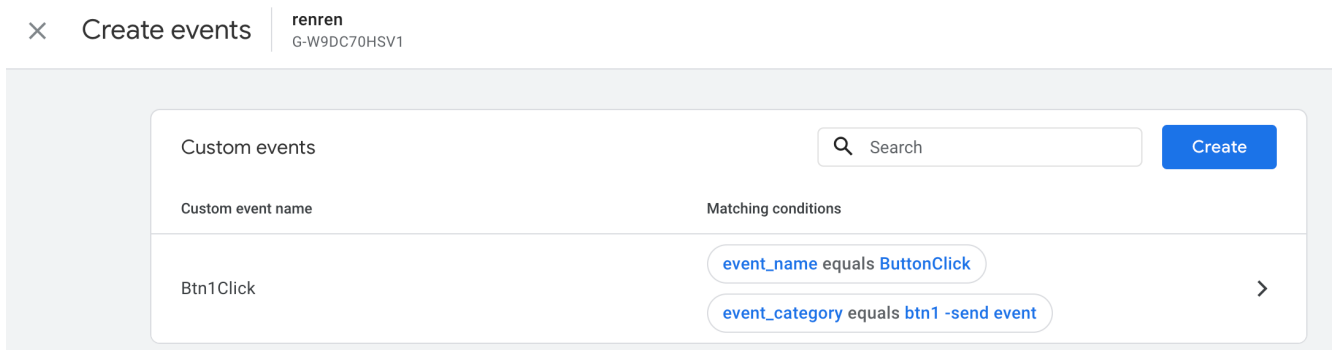 Create events
renren
G-W9DC70HSV1
Custom events
Search
Create
Custom event name
Matching conditions
Btn1Click
event_name equals ButtonClick
event_category equals btn1 -send event